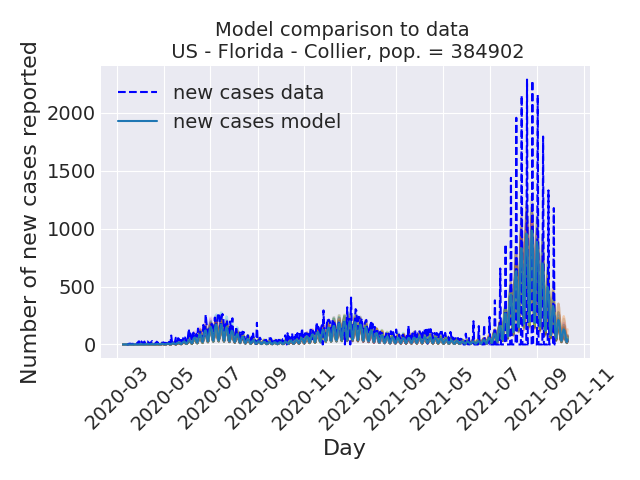 Model comparison to data
US - Florida - Collier, pop. = 384902
new cases data
new cases model
Number of new cases reported
2000
1500
1000
500
0
2020-03
2020-05
2020-07
2020-09
2020-11
2021-01
2021-03
2021-05
2021-07
2021-09
2021-11
Day